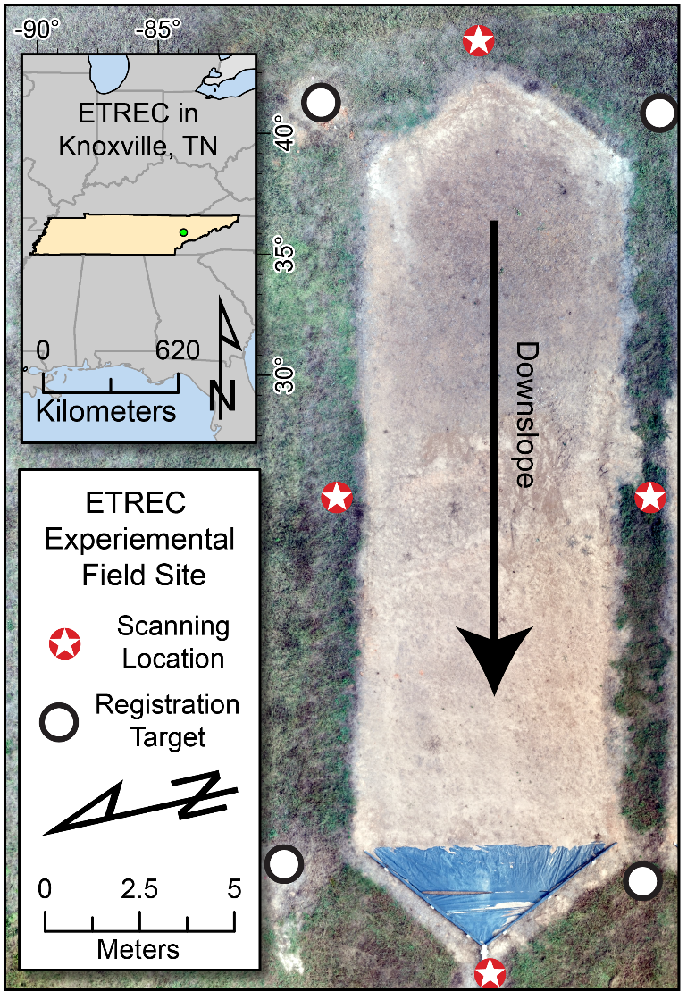 -90°
-85°
ETREC in
Knoxville, TN
40°
35°
30°
0
620
Kilometers
N
Downslope
ETREC
Experiemental
Field Site
Scanning
Location
Registration
Target
N
0
2.5
5
Meters